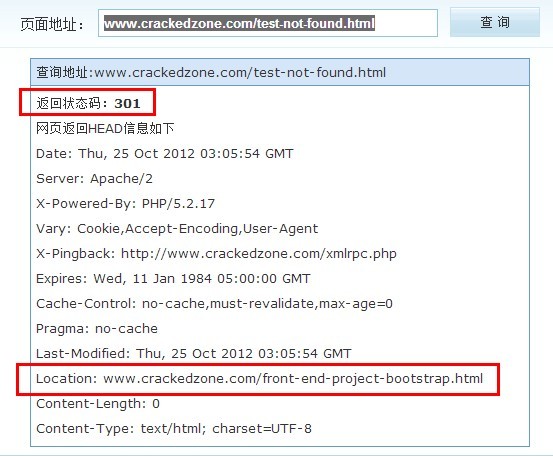 页面地址： www.crackedzone.com/test-not-found.html 查 询
查询地址:www.crackedzone.com/test-not-found.html
返回状态码：301
网页返回HEAD信息如下
Date: Thu, 25 Oct 2012 03:05:54 GMT
Server: Apache/2
X-Powered-By: PHP/5.2.17
Vary: Cookie,Accept-Encoding,User-Agent
X-Pingback: http://www.crackedzone.com/xmlrpc.php
Expires: Wed, 11 Jan 1984 05:00:00 GMT
Cache-Control: no-cache,must-revalidate,max-age=0
Pragma: no-cache
Last-Modified: Thu, 25 Oct 2012 03:05:54 GMT
Location: www.crackedzone.com/front-end-project-bootstrap.html
Content-Length: 0
Content-Type: text/html; charset=UTF-8